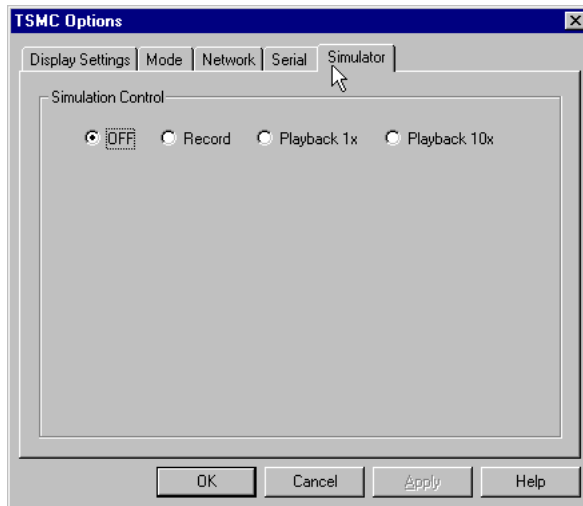 TSMC Options
Display Settings Mode Network Serial Simulator
Simulation Control
OFF Record Playback 1x Playback 10x
OK Cancel Apply Help